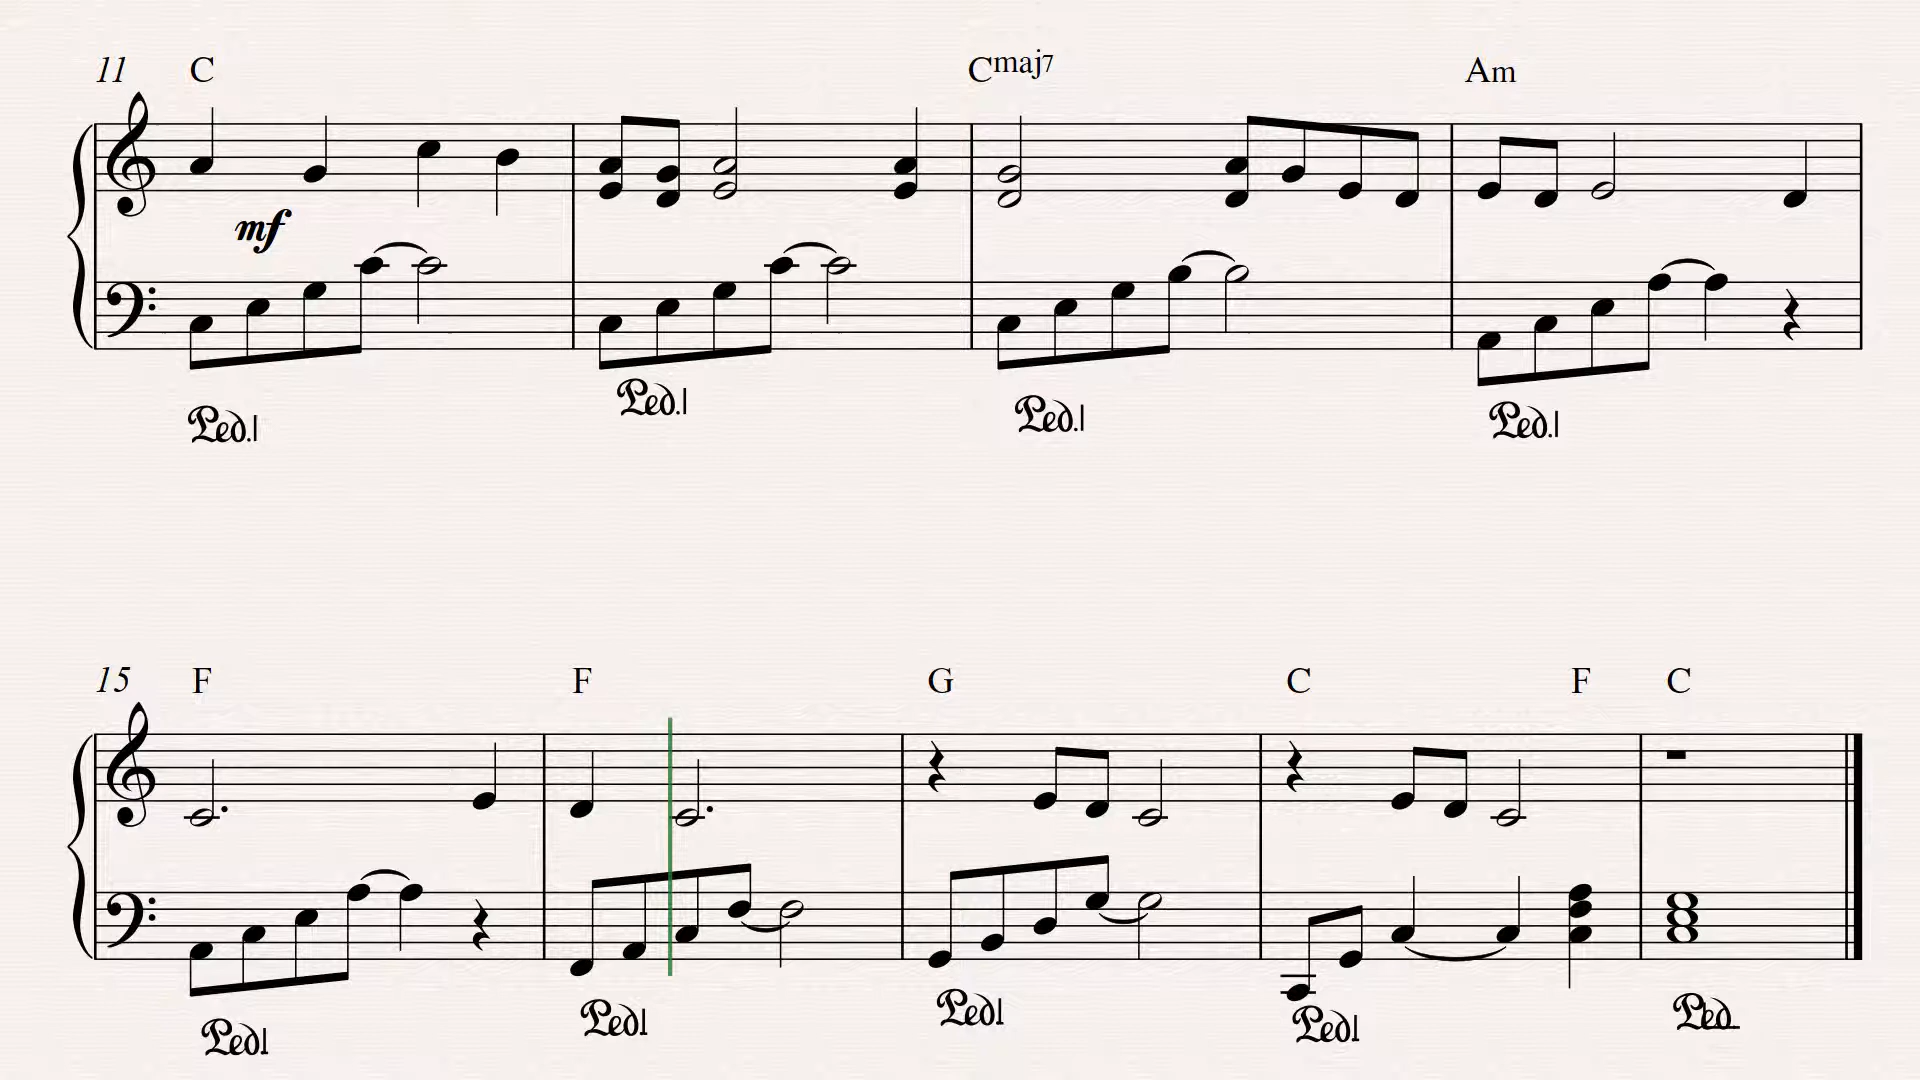 11 C Cmaj7 Am
mf
Ped. Ped. Ped. Ped.
15 F F G C F C
Ped Ped Ped Ped Ped